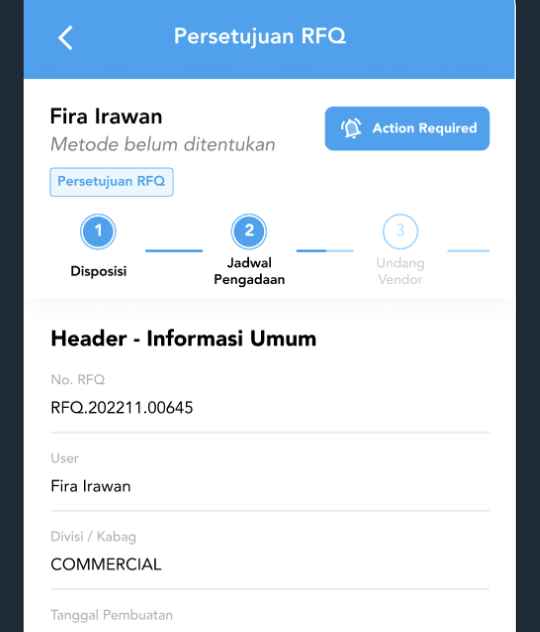 Persetujuan RFQ
Fira Irawan
Action Required
Metode belum ditentukan
Persetujuan RFQ
1
2
3
Disposisi
Jadwal
Pengadaan
Undang
Vendor
Header - Informasi Umum
No. RFQ
RFQ.202211.00645
User
Fira Irawan
Divisi / Kabag
COMMERCIAL
Tanggal Pembuatan